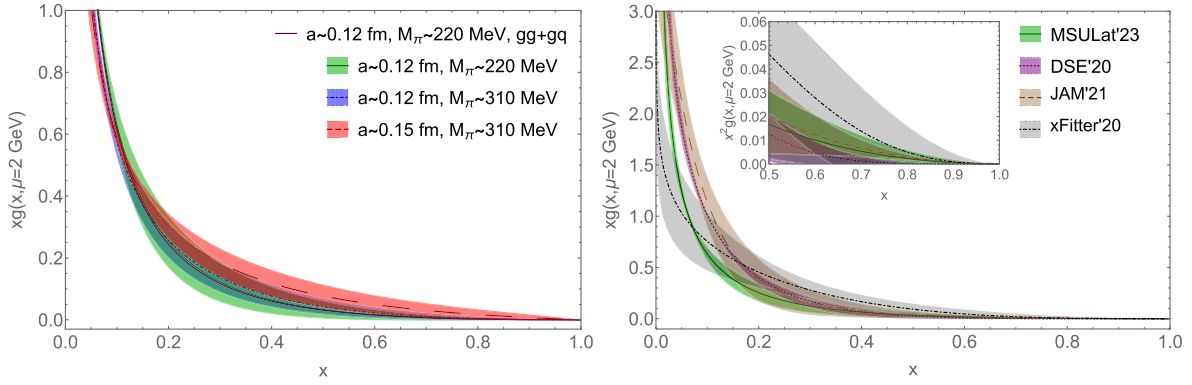 a~0.12 fm, Mπ~220 MeV, gg+gq
a~0.12 fm, Mπ~220 MeV
a~0.12 fm, Mπ~310 MeV
a~0.15 fm, Mπ~310 MeV
xg(x,μ=2 GeV)
1.0
0.8
0.6
0.4
0.2
0.0
0.0 0.2 0.4 0.6 0.8 1.0
x
MSULat'23
DSE'20
JAM'21
xFitter'20
xg(x,μ=2 GeV)
3.0
2.5
2.0
1.5
1.0
0.5
0.0
0.0 0.2 0.4 0.6 0.8 1.0
x
x²g(x,μ=2 GeV)
0.06
0.05
0.04
0.03
0.02
0.01
0.00
0.5 0.6 0.7 0.8 0.9 1.0
x